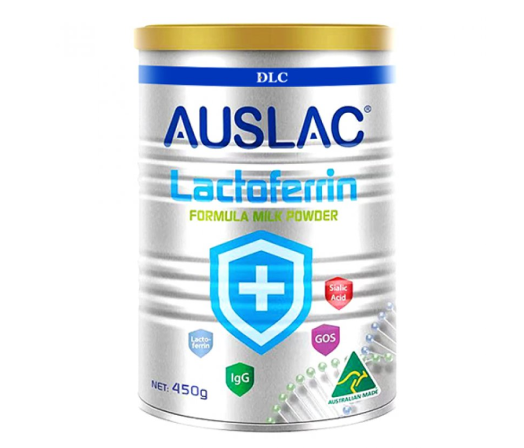 DLC
AUSLAC®
Lactoferrin
FORMULA MILK POWDER
Sialic
Acid
Lacto-
ferrin
GOS
IgG
NET: 450g
AUSTRALIAN MADE